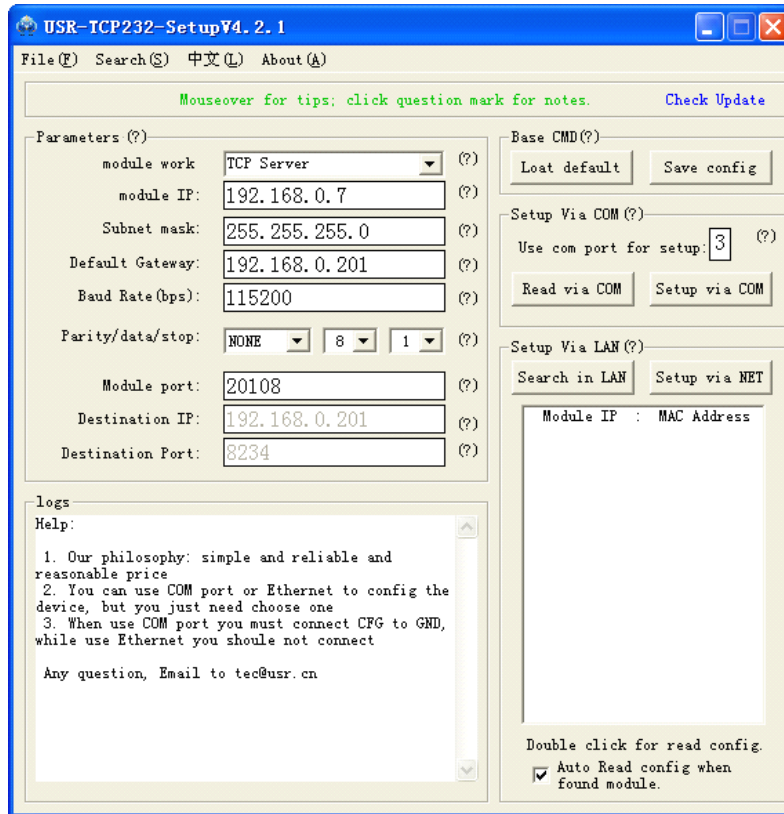 USR-TCP232-SetupV4.2.1
File(F) Search(S) 中文(L) About(A)
Mouseover for tips; click question mark for notes. Check Update
Parameters (?)
module work TCP Server (?)
module IP: 192.168.0.7 (?)
Subnet mask: 255.255.255.0 (?)
Default Gateway: 192.168.0.201 (?)
Baud Rate(bps): 115200 (?)
Parity/data/stop: NONE 8 1 (?)
Module port: 20108 (?)
Destination IP: 192.168.0.201 (?)
Destination Port: 8234 (?)
logs
Help:
1. Our philosophy: simple and reliable and
reasonable price
2. You can use COM port or Ethernet to config the
device, but you just need choose one
3. When use COM port you must connect CFG to GND,
while use Ethernet you shoule not connect
Any question, Email to tec@usr.cn
Base CMD(?)
Loat default Save config
Setup Via COM(?)
Use com port for setup: 3 (?)
Read via COM Setup via COM
Setup Via LAN(?)
Search in LAN Setup via NET
Module IP : MAC Address
Double click for read config.
Auto Read config when
found module.